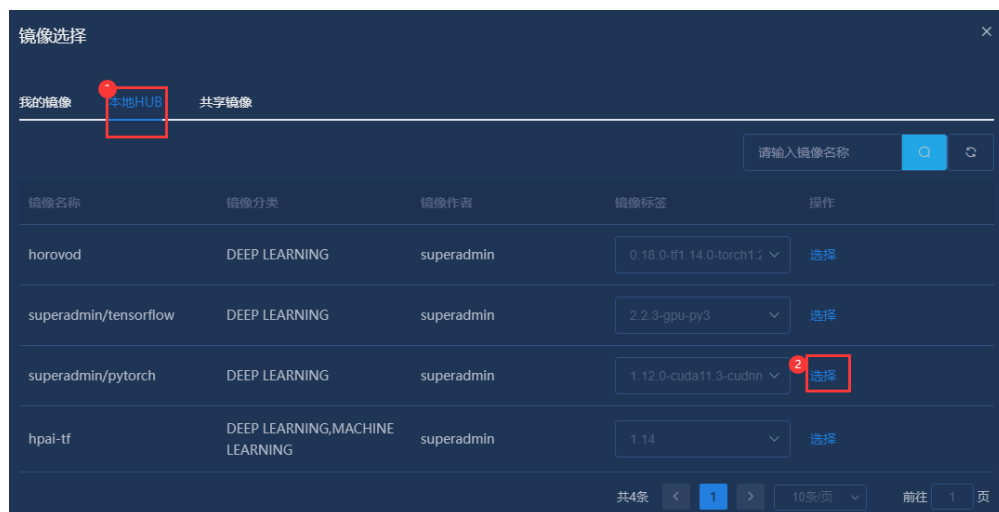 镜像选择
我的镜像 本地HUB 共享镜像
请输入镜像名称
镜像名称 镜像分类 镜像作者 镜像标签 操作
horovod DEEP LEARNING superadmin 0.18.0-tf1.14.0-torch1.2 选择
superadmin/tensorflow DEEP LEARNING superadmin 2.2.3-gpu-py3 选择
superadmin/pytorch DEEP LEARNING superadmin 1.12.0-cuda11.3-cudnn 2 选择
hpai-tf DEEP LEARNING,MACHINE LEARNING superadmin 1.14 选择
共4条 < 1 > 10条/页 前往 1 页